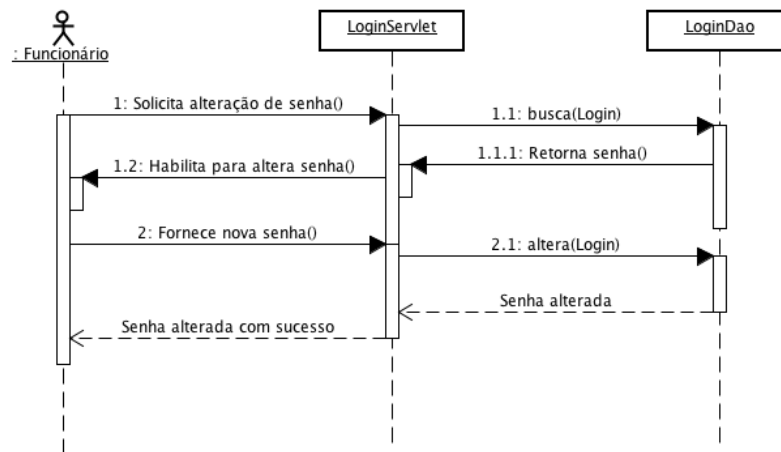 : Funcionário
LoginServlet
LoginDao
1: Solicita alteração de senha()
1.1: busca(Login)
1.1.1: Retorna senha()
1.2: Habilita para altera senha()
2: Fornece nova senha()
2.1: altera(Login)
Senha alterada
Senha alterada com sucesso